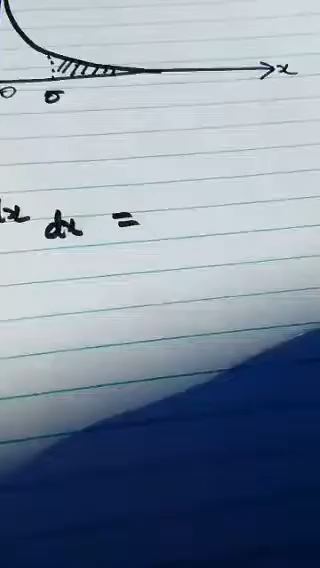 x
0 σ
dx =